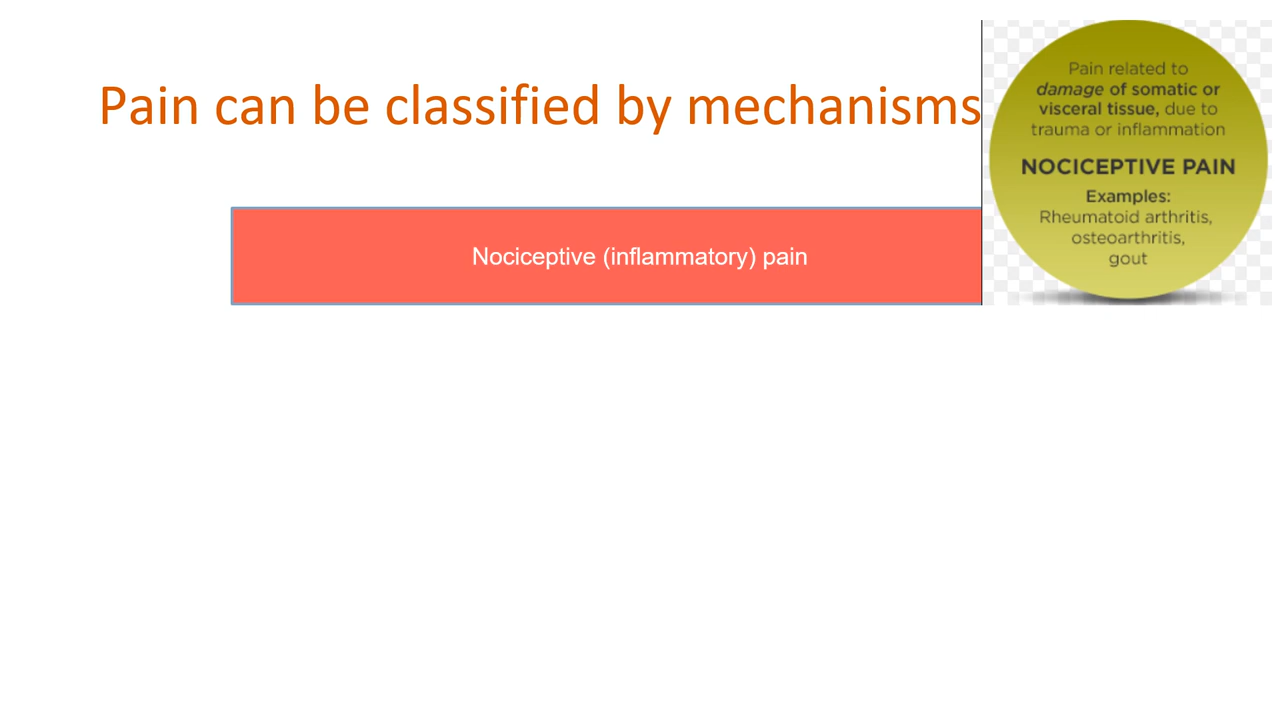 Pain can be classified by mechanisms
Nociceptive (inflammatory) pain
Pain related to
damage of somatic or
visceral tissue, due to
trauma or inflammation
NOCICEPTIVE PAIN
Examples:
Rheumatoid arthritis,
osteoarthritis,
gout